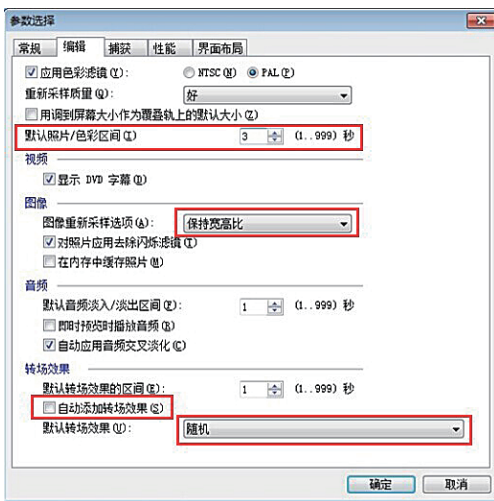 参数选择
常规 编辑 捕获 性能 界面布局
应用色彩滤镜(Y): NTSC(N) PAL(P)
重新采样质量(Q): 好
用调到屏幕大小作为覆叠轨上的默认大小(Z)
默认照片/色彩区间(I) 3 (1..999) 秒
视频
显示 DVD 字幕(D)
图像
图像重新采样选项(A): 保持宽高比
对照片应用去除闪烁滤镜(T)
在内存中缓存照片(M)
音频
默认音频淡入/淡出区间(F): 1 (1..999) 秒
即时预览时播放音频(R)
自动应用音频交叉淡化(C)
转场效果
默认转场效果的区间(E): 1 (1..999) 秒
自动添加转场效果(S)
默认转场效果(U): 随机
确定 取消